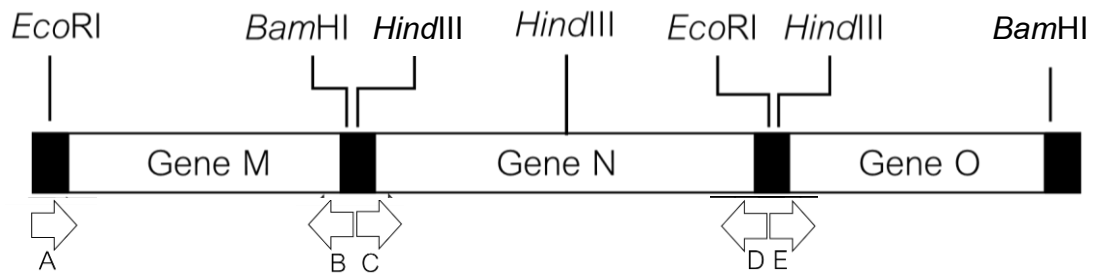 EcoRI BamHI HindIII HindIII EcoRI HindIII BamHI
Gene M Gene N Gene O
A B C D E